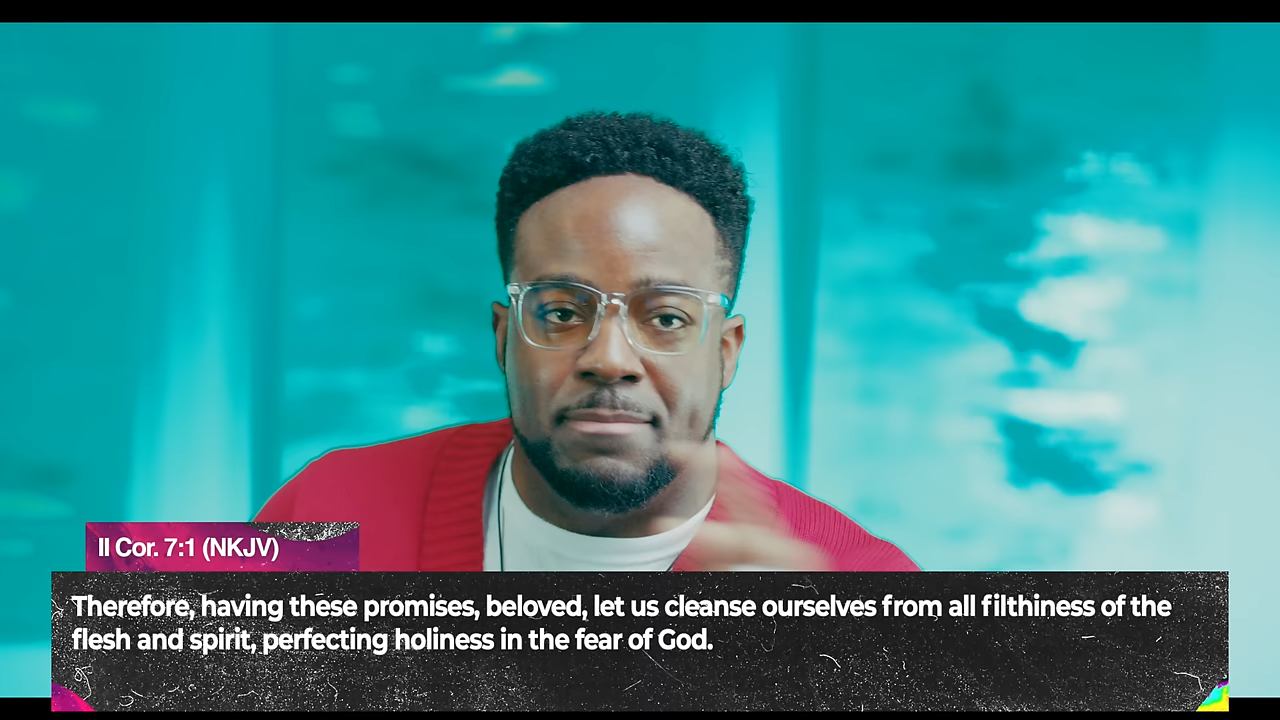 II Cor. 7:1 (NKJV)
Therefore, having these promises, beloved, let us cleanse ourselves from all filthiness of the
flesh and spirit, perfecting holiness in the fear of God.